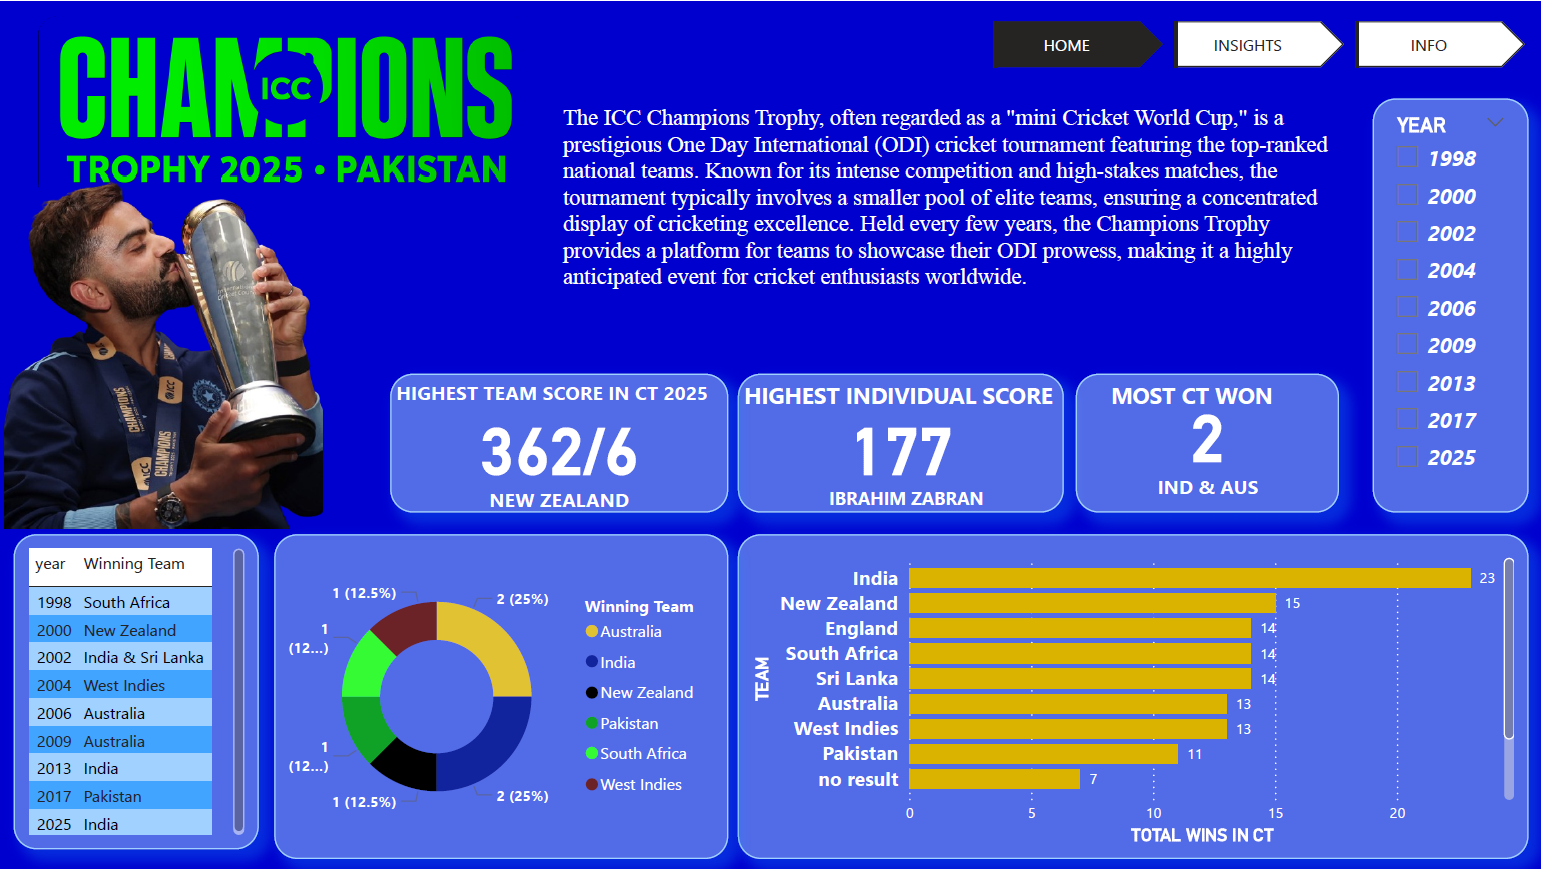 CHAMPIONS
ICC
TROPHY 2025 • PAKISTAN
HOME
INSIGHTS
INFO
The ICC Champions Trophy, often regarded as a "mini Cricket World Cup," is a
prestigious One Day International (ODI) cricket tournament featuring the top-ranked
national teams. Known for its intense competition and high-stakes matches, the
tournament typically involves a smaller pool of elite teams, ensuring a concentrated
display of cricketing excellence. Held every few years, the Champions Trophy
provides a platform for teams to showcase their ODI prowess, making it a highly
anticipated event for cricket enthusiasts worldwide.
YEAR
1998
2000
2002
2004
2006
2009
2013
2017
2025
HIGHEST TEAM SCORE IN CT 2025
362/6
NEW ZEALAND
HIGHEST INDIVIDUAL SCORE
177
IBRAHIM ZABRAN
MOST CT WON
2
IND & AUS
ICC
CHAMPIONS
CHAMPIONS
ICC
year Winning Team
1998 South Africa
2000 New Zealand
2002 India & Sri Lanka
2004 West Indies
2006 Australia
2009 Australia
2013 India
2017 Pakistan
2025 India
1 (12.5%)
2 (25%)
1
(12...)
1
(12...)
1 (12.5%)
2 (25%)
Winning Team
Australia
India
New Zealand
Pakistan
South Africa
West Indies
TEAM
India 23
New Zealand 15
England 14
South Africa 14
Sri Lanka 14
Australia 13
West Indies 13
Pakistan 11
no result 7
0 5 10 15 20
TOTAL WINS IN CT